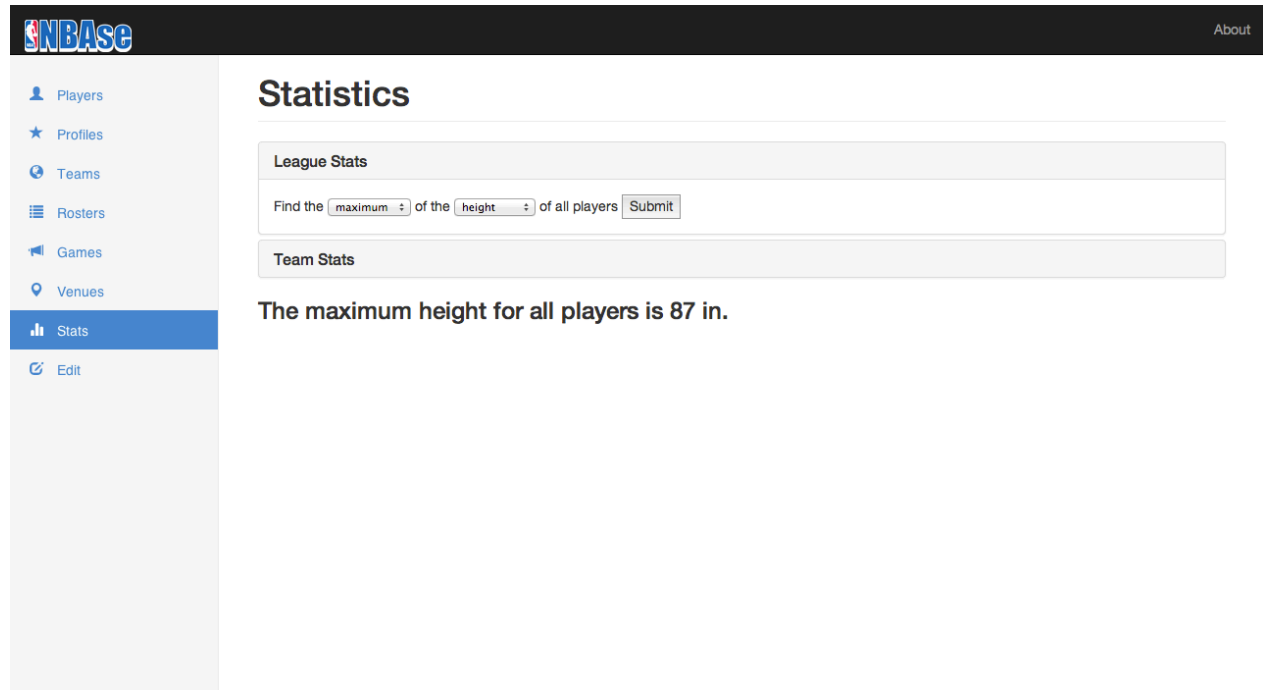 NBAse
About
Players
Profiles
Teams
Rosters
Games
Venues
Stats
Edit
Statistics
League Stats
Find the maximum of the height of all players Submit
Team Stats
The maximum height for all players is 87 in.